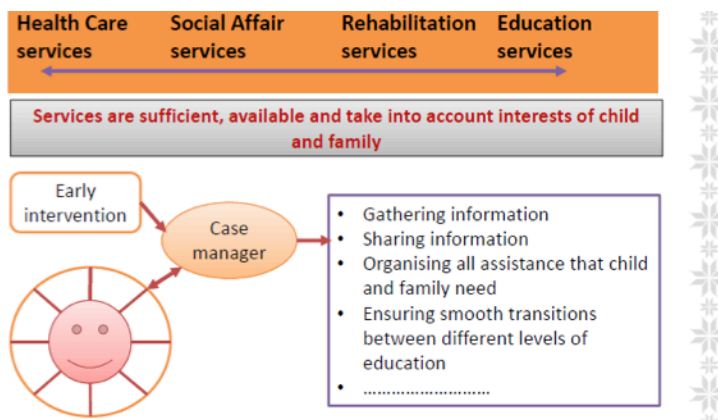 Health Care Social Affair Rehabilitation Education
services services services services
Services are sufficient, available and take into account interests of child
and family
Early
intervention
Case
manager
• Gathering information
• Sharing information
• Organising all assistance that child
and family need
• Ensuring smooth transitions
between different levels of
education
• ............................